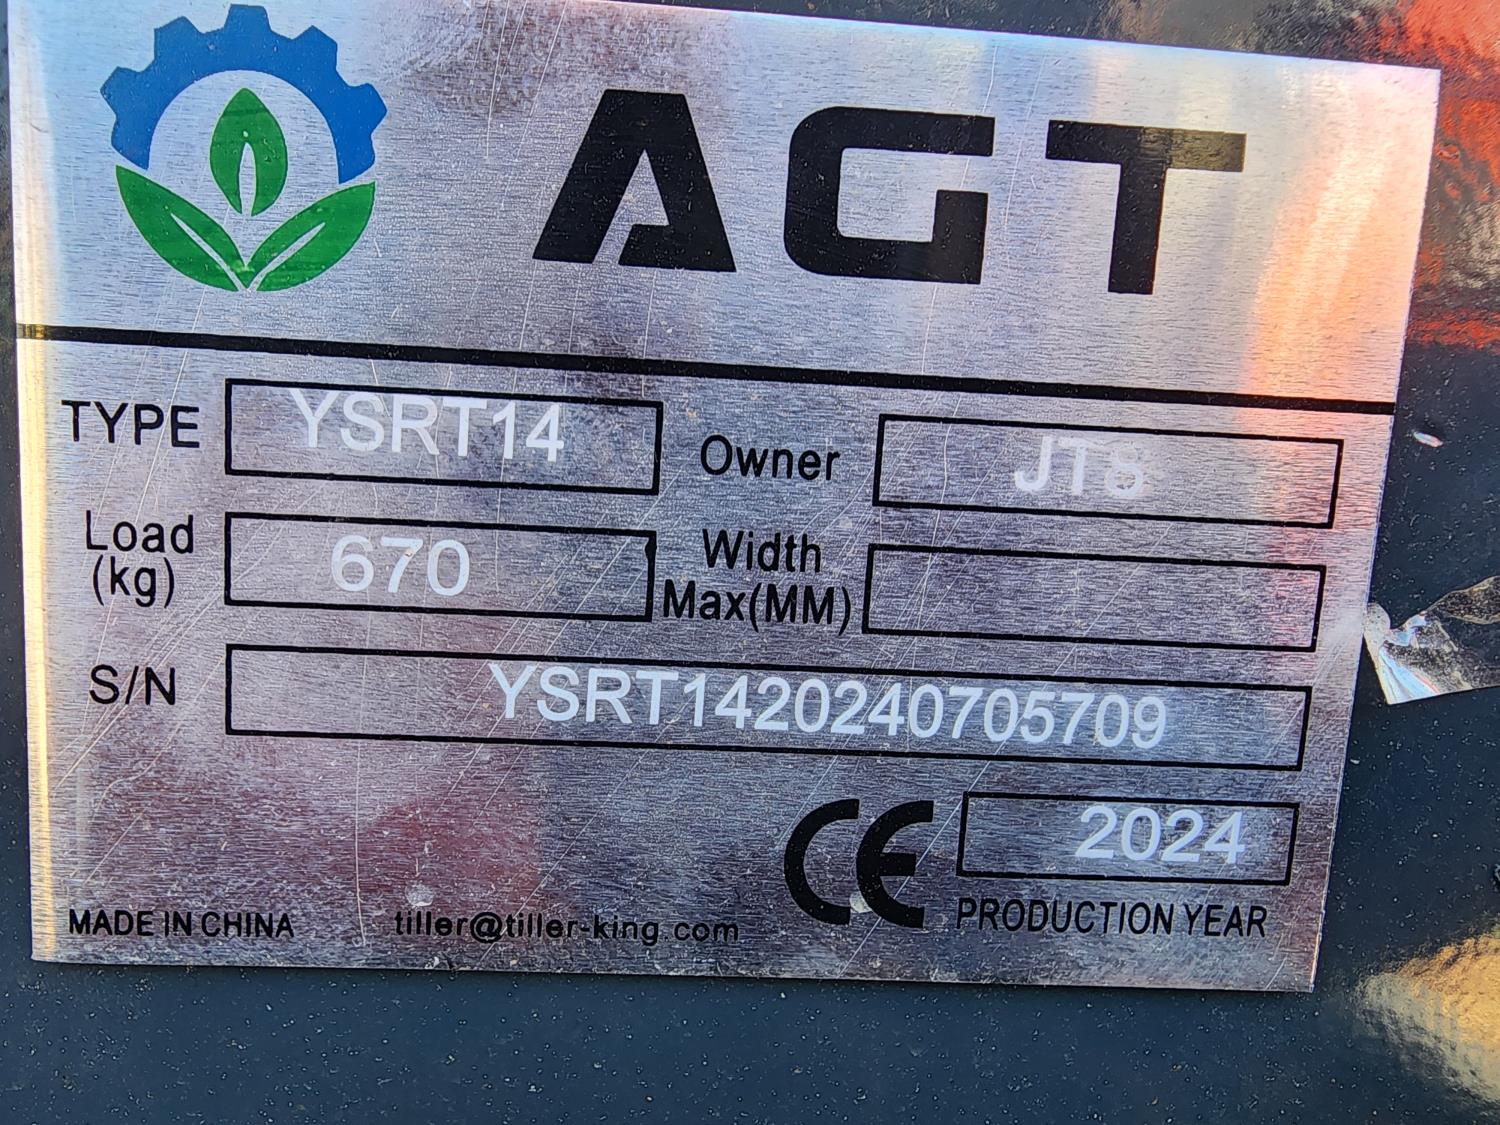 AGT
TYPE YSRT14 Owner JT8
Load (kg) 670 Width Max(MM)
S/N YSRT1420240705709
CE 2024
MADE IN CHINA tiller@tiller-king.com PRODUCTION YEAR